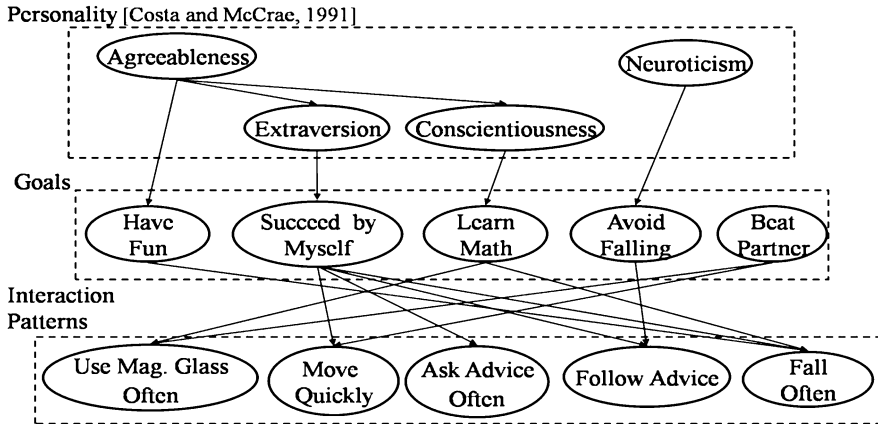 Personality [Costa and McCrae, 1991]
Agreeableness
Neuroticism
Extraversion
Conscientiousness
Goals
Have
Fun
Succeed by
Myself
Learn
Math
Avoid
Falling
Beat
Partner
Interaction
Patterns
Use Mag. Glass
Often
Move
Quickly
Ask Advice
Often
Follow Advice
Fall
Often